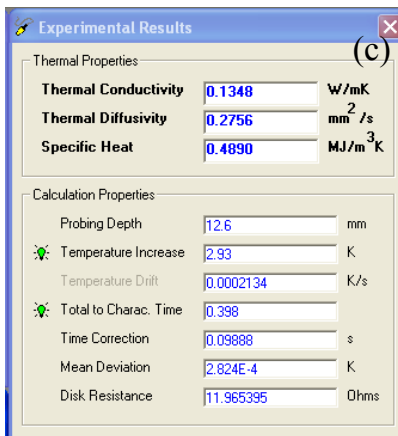 Experimental Results
(c)
Thermal Properties
Thermal Conductivity 0.1348 W/mK
Thermal Diffusivity 0.2756 mm²/s
Specific Heat 0.4890 MJ/m³K
Calculation Properties
Probing Depth 12.6 mm
Temperature Increase 2.93 K
Temperature Drift 0.0002134 K/s
Total to Charac. Time 0.398
Time Correction 0.09888 s
Mean Deviation 2.824E-4 K
Disk Resistance 11.965395 Ohms